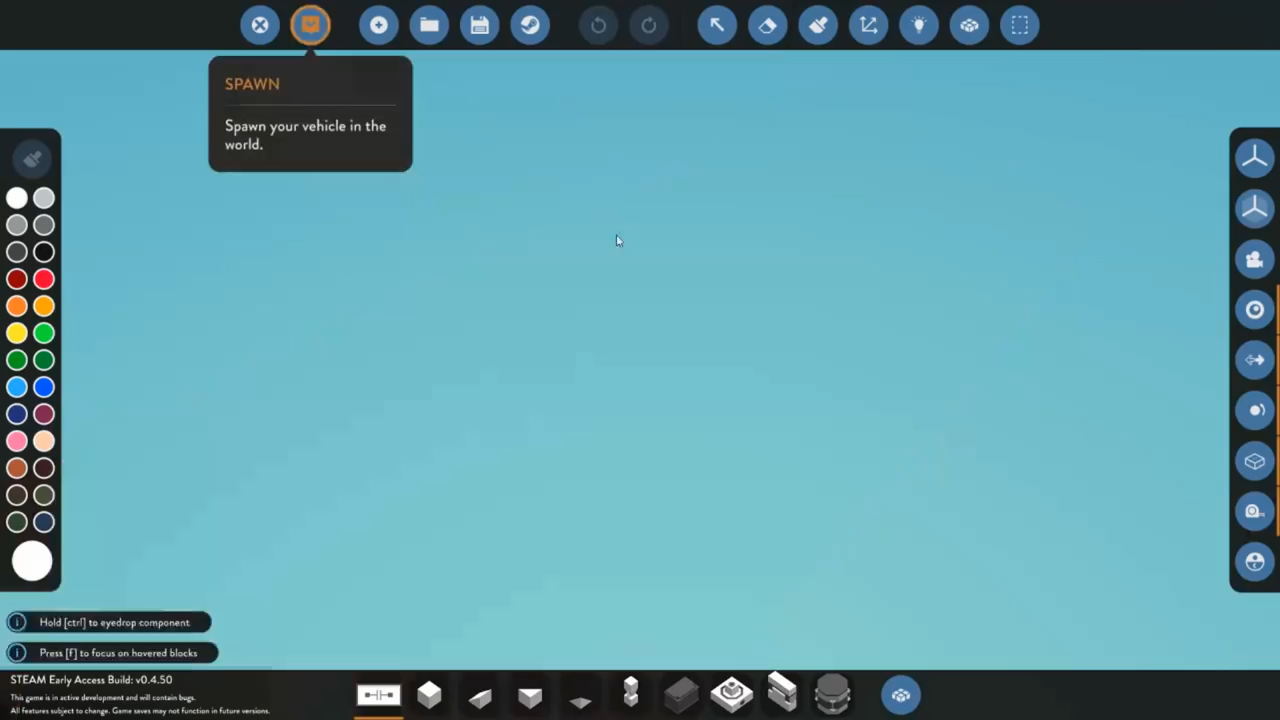 SPAWN
Spawn your vehicle in the
world.
Hold [ctrl] to eyedrop component
Press [f] to focus on hovered blocks
STEAM Early Access Build: v0.4.50
This game is in active development and will contain bugs.
All features subject to change. Game saves may not function in future versions.